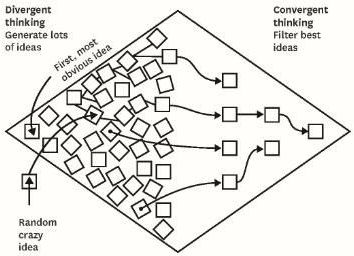 Divergent
thinking
Generate lots
of ideas
First, most
obvious idea
Random
crazy
idea
Convergent
thinking
Filter best
ideas